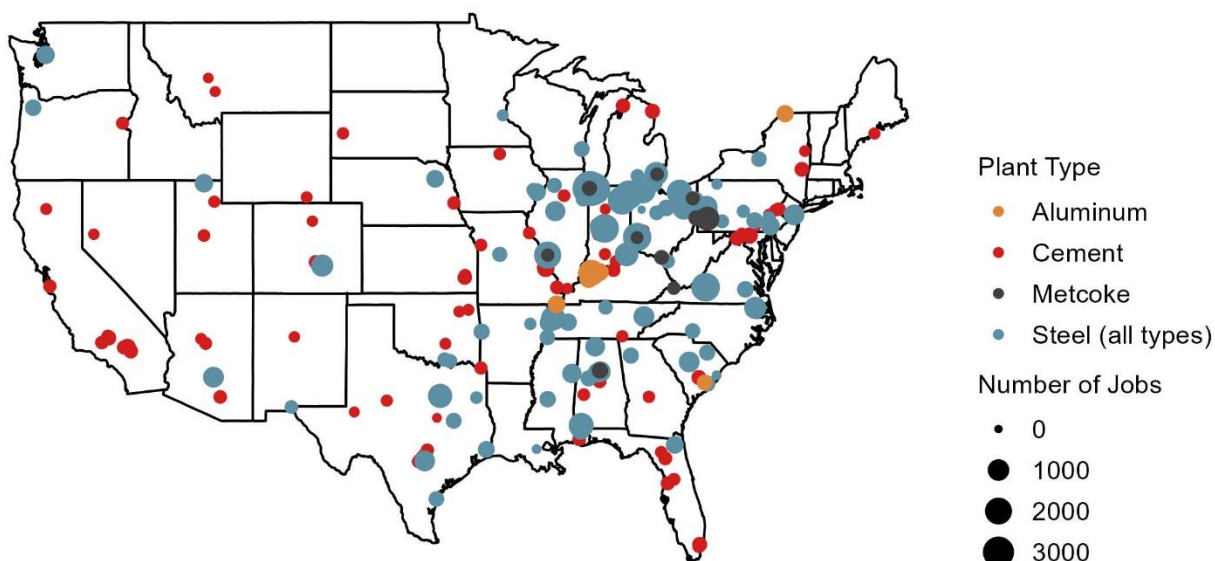 Plant Type
Aluminum
Cement
Metcoke
Steel (all types)
Number of Jobs
0
1000
2000
3000